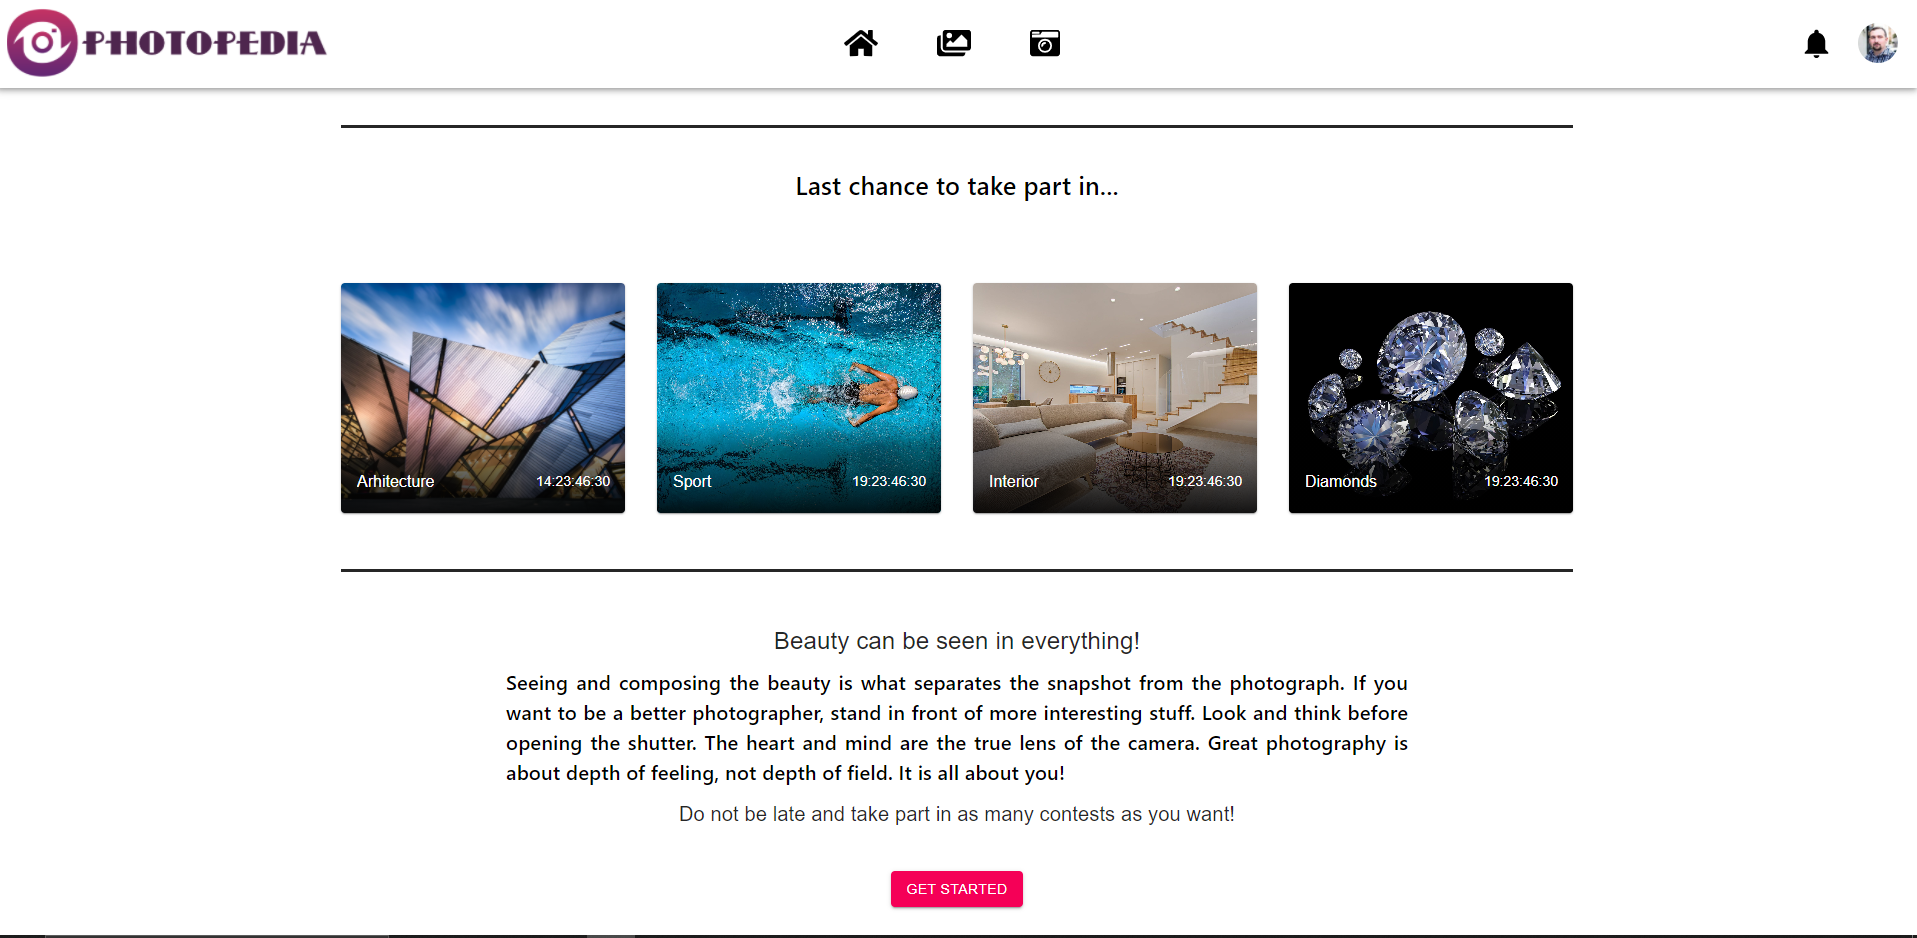 PHOTOPEDIA
Last chance to take part in...
Arhitecture 14:23:46:30
Sport 19:23:46:30
Interior 19:23:46:30
Diamonds 19:23:46:30
Beauty can be seen in everything!
Seeing and composing the beauty is what separates the snapshot from the photograph. If you
want to be a better photographer, stand in front of more interesting stuff. Look and think before
opening the shutter. The heart and mind are the true lens of the camera. Great photography is
about depth of feeling, not depth of field. It is all about you!
Do not be late and take part in as many contests as you want!
GET STARTED